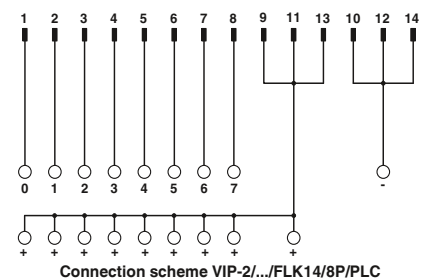 1 2 3 4 5 6 7 8 9 11 13 10 12 14
0 1 2 3 4 5 6 7 -
+ + + + + + + + +
Connection scheme VIP-2/.../FLK14/8P/PLC